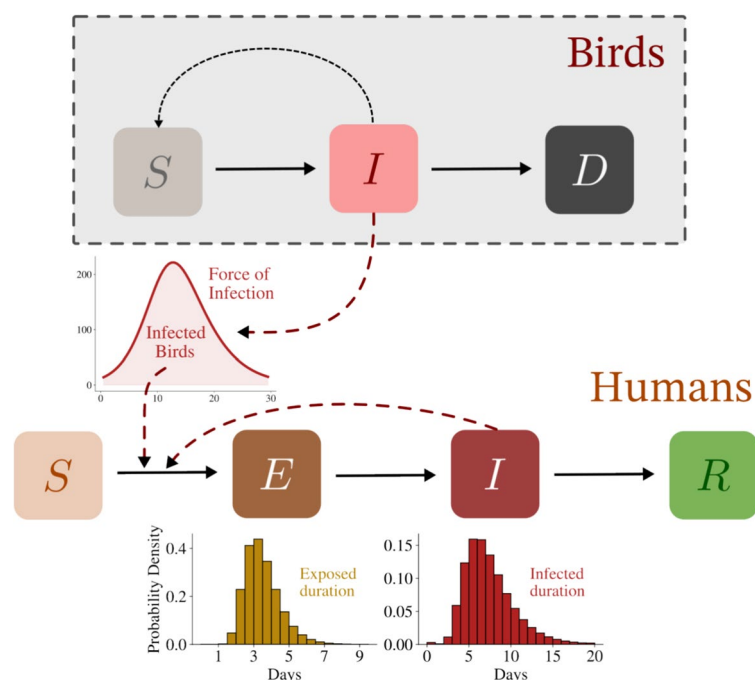 Birds
S
I
D
200
100
0
0
10
20
30
Force of
Infection
Infected
Birds
Humans
S
E
I
R
Probability Density
0.4
0.2
0.0
1
3
5
7
9
Days
Exposed
duration
0.15
0.10
0.05
0.00
0
5
10
15
20
Days
Infected
duration